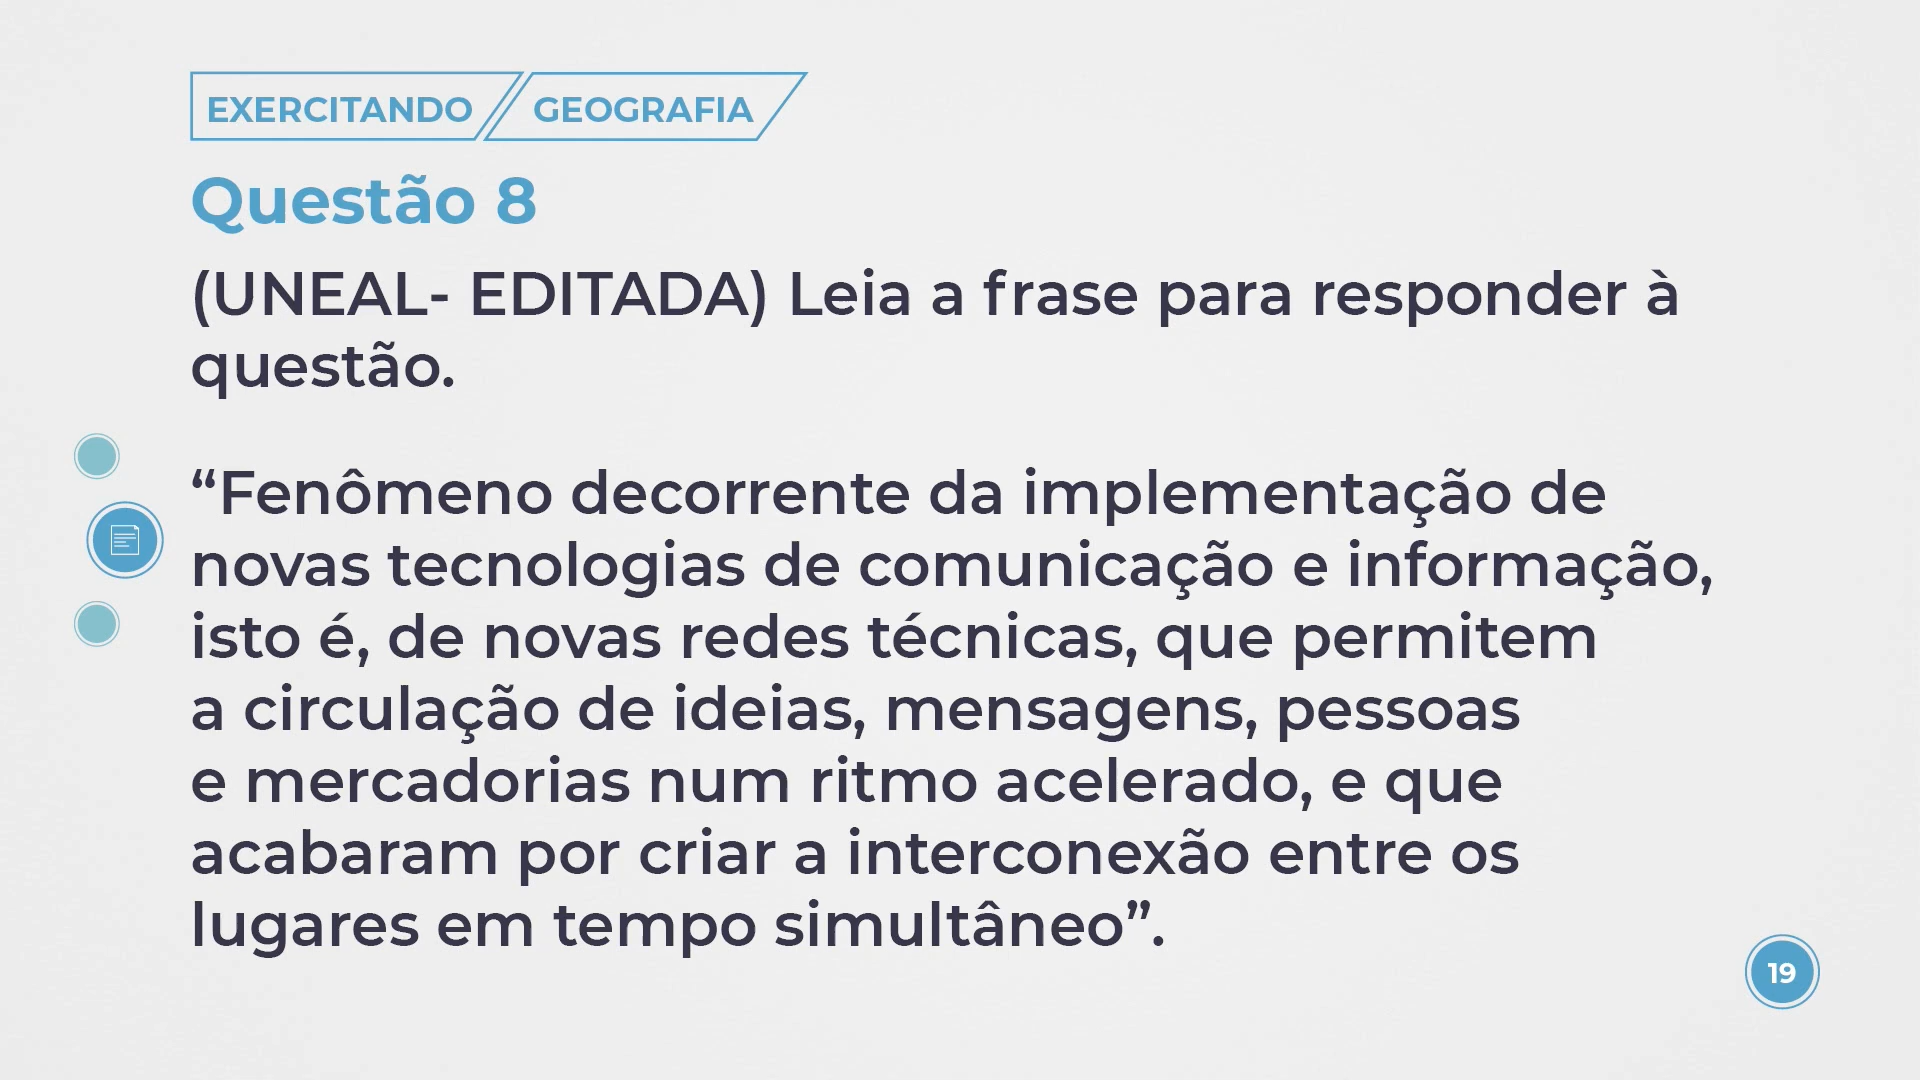 EXERCITANDO GEOGRAFIA
Questão 8
(UNEAL- EDITADA) Leia a frase para responder à
questão.
“Fenômeno decorrente da implementação de
novas tecnologias de comunicação e informação,
isto é, de novas redes técnicas, que permitem
a circulação de ideias, mensagens, pessoas
e mercadorias num ritmo acelerado, e que
acabaram por criar a interconexão entre os
lugares em tempo simultâneo”.
19